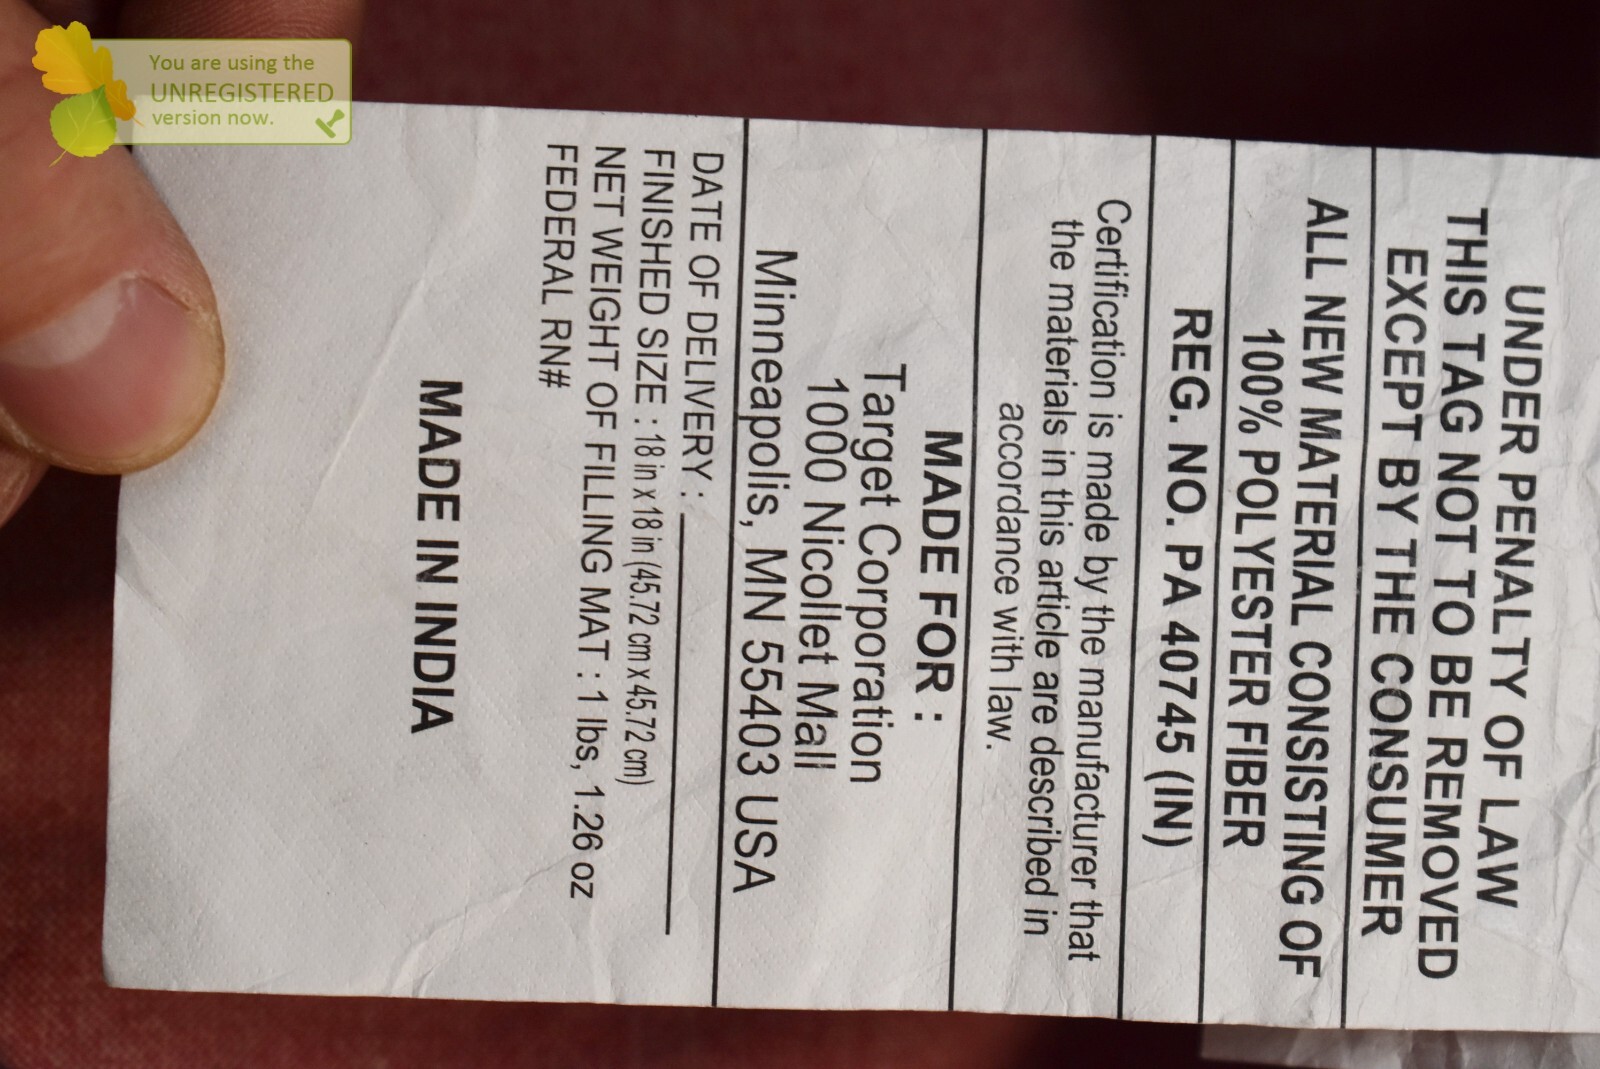 You are using the
UNREGISTERED
version now.
UNDER PENALTY OF LAW
THIS TAG NOT TO BE REMOVED
EXCEPT BY THE CONSUMER
ALL NEW MATERIAL CONSISTING OF
100% POLYESTER FIBER
REG. NO. PA 40745 (IN)
Certification is made by the manufacturer that
the materials in this article are described in
accordance with law.
MADE FOR :
Target Corporation
1000 Nicollet Mall
Minneapolis, MN 55403 USA
DATE OF DELIVERY :
FINISHED SIZE : 18 in x 18 in (45.72 cm x 45.72 cm)
NET WEIGHT OF FILLING MAT : 1 lbs, 1.26 oz
FEDERAL RN#
MADE IN INDIA